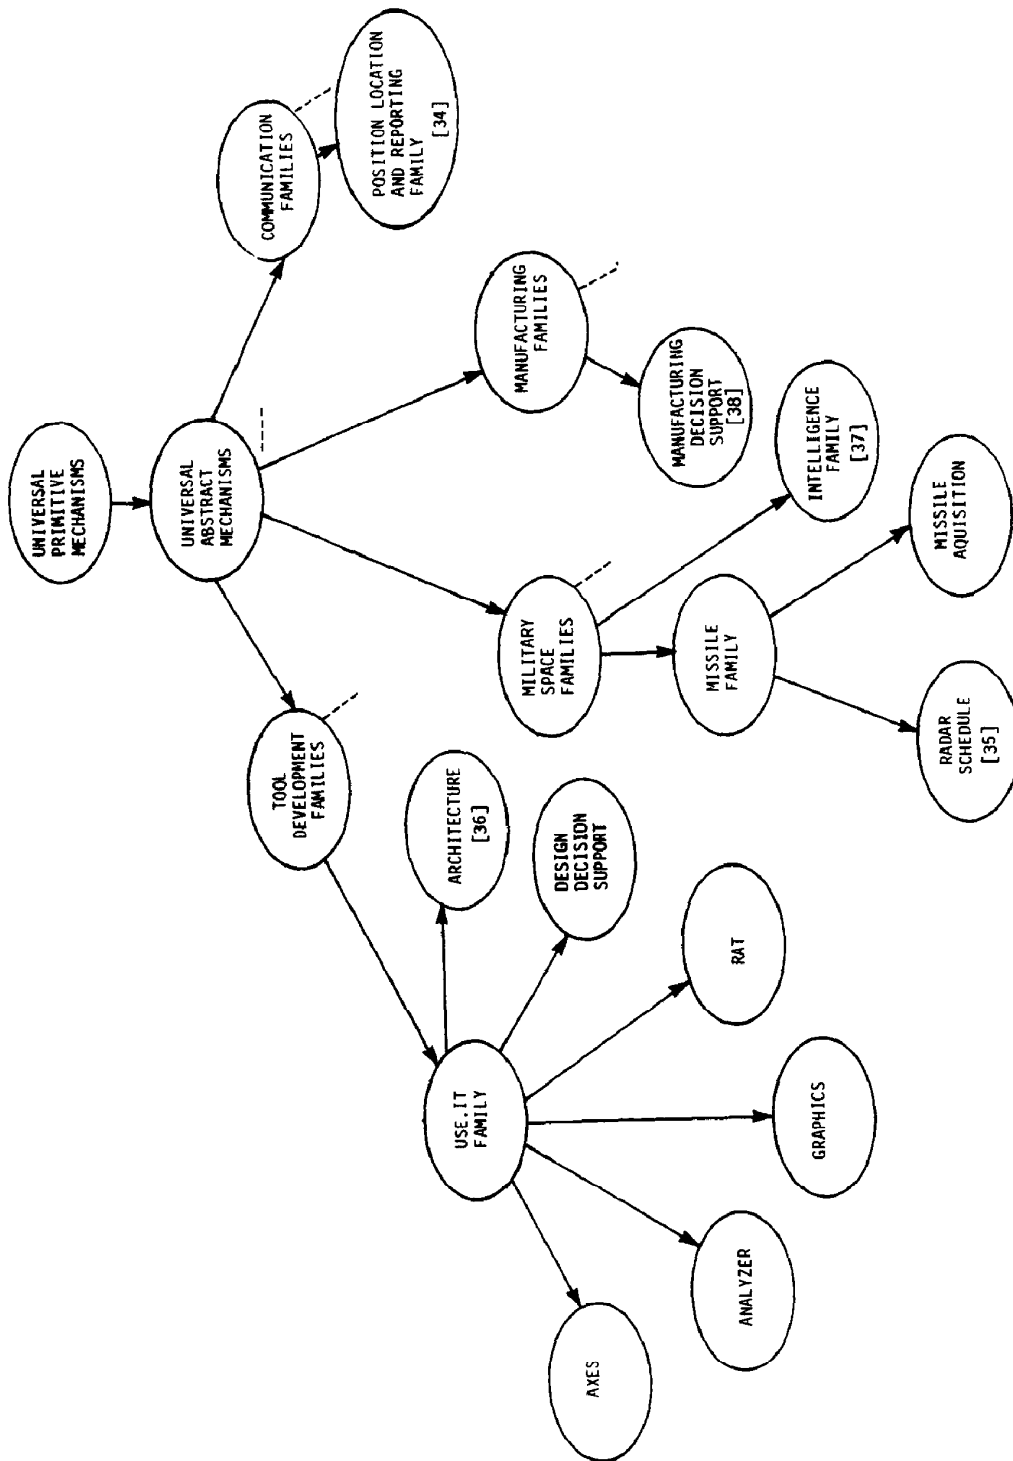 UNIVERSAL
PRIMITIVE
MECHANISMS
UNIVERSAL
ABSTRACT
MECHANISMS
TOOL
DEVELOPMENT
FAMILIES
COMMUNICATION
FAMILIES
POSITION LOCATION
AND REPORTING
FAMILY
[34]
MILITARY
SPACE
FAMILIES
MANUFACTURING
FAMILIES
MANUFACTURING
DECISION
SUPPORT
[38]
USE.IT
FAMILY
ARCHITECTURE
[36]
DESIGN
DECISION
SUPPORT
MISSILE
FAMILY
INTELLIGENCE
FAMILY
[37]
AXES
ANALYZER
GRAPHICS
RAT
RADAR
SCHEDULE
[35]
MISSILE
AQUISITION